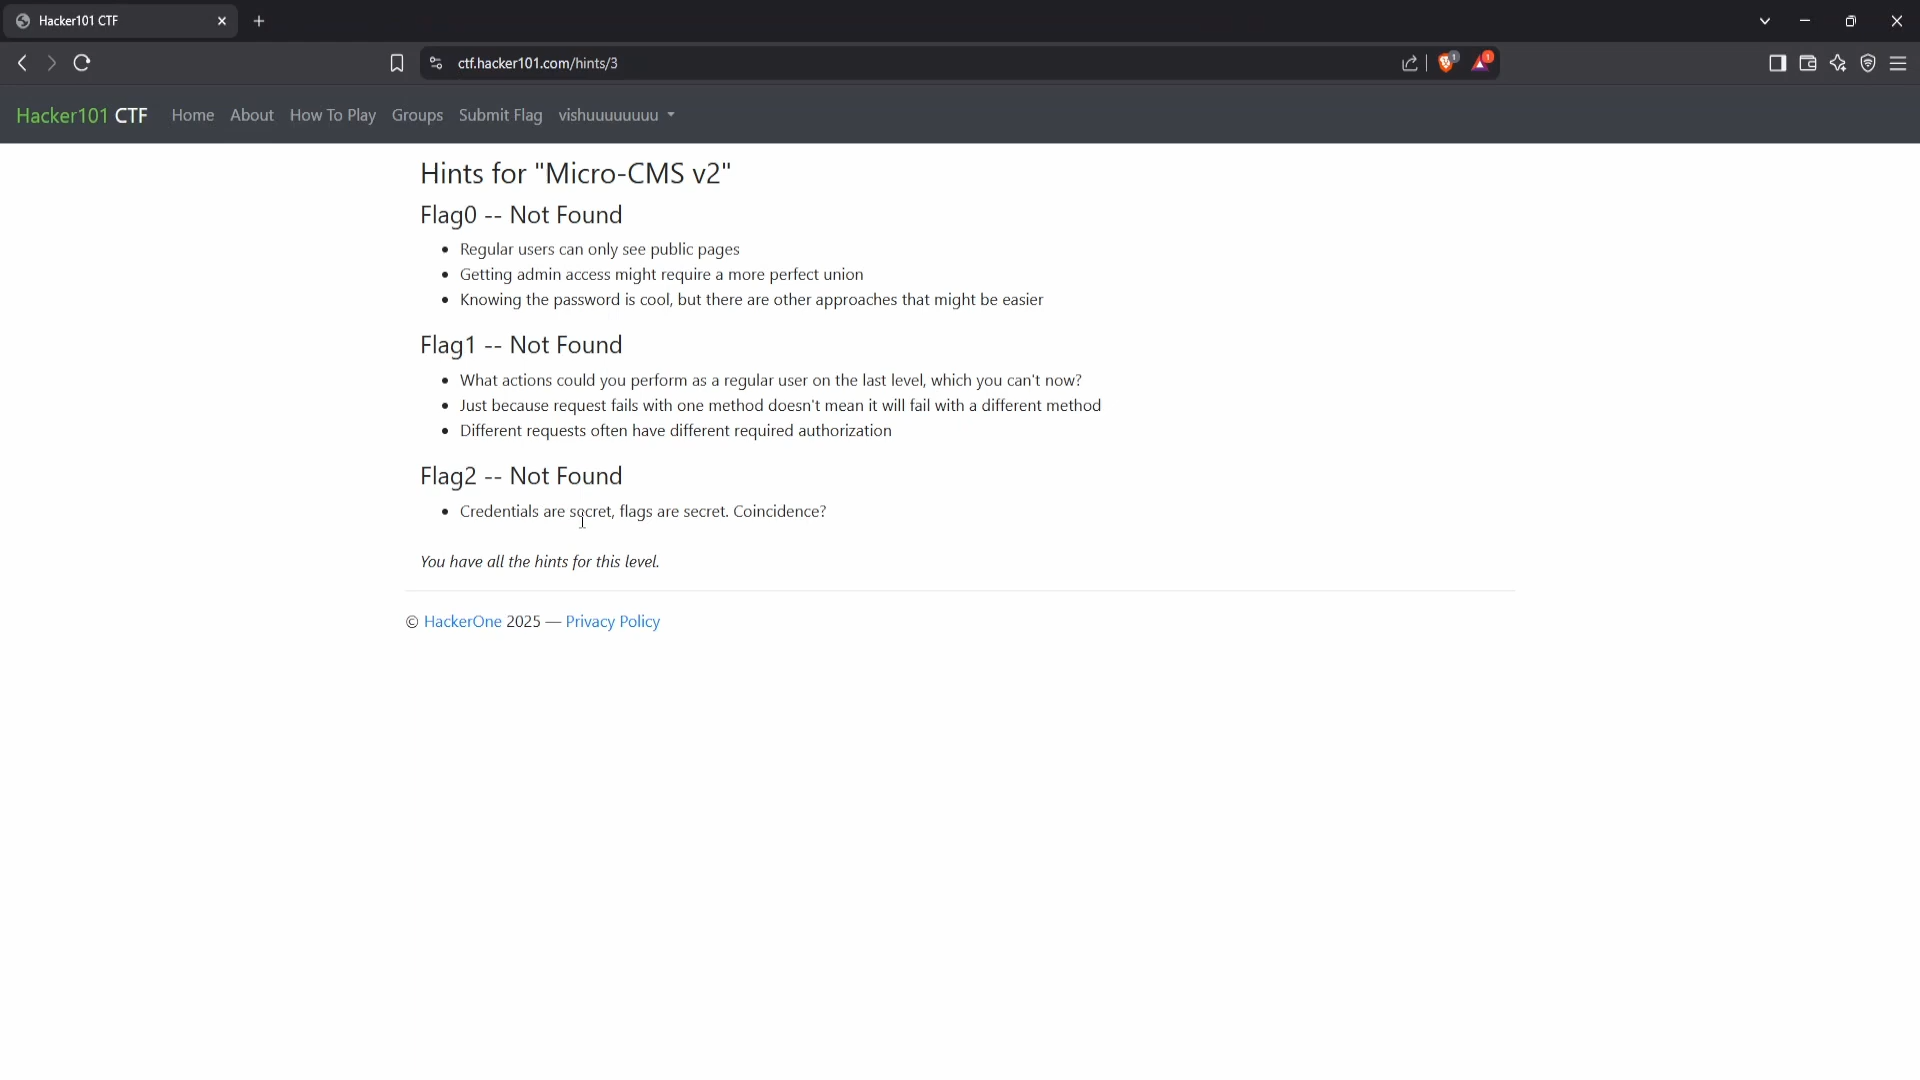 Hacker101 CTF
ctf.hacker101.com/hints/3
1
1
Hacker101 CTF Home About How To Play Groups Submit Flag vishuuuuuuuu
Hints for "Micro-CMS v2"
Flag0 -- Not Found
• Regular users can only see public pages
• Getting admin access might require a more perfect union
• Knowing the password is cool, but there are other approaches that might be easier
Flag1 -- Not Found
• What actions could you perform as a regular user on the last level, which you can't now?
• Just because request fails with one method doesn't mean it will fail with a different method
• Different requests often have different required authorization
Flag2 -- Not Found
• Credentials are secret, flags are secret. Coincidence?
You have all the hints for this level.
© HackerOne 2025 — Privacy Policy